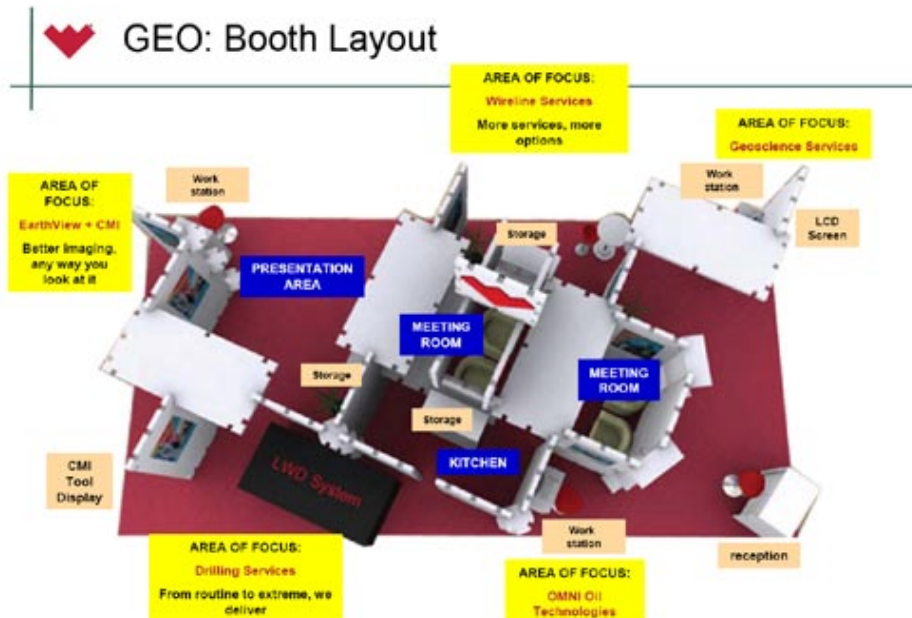 GEO: Booth Layout
AREA OF FOCUS:
Wireline Services
More services, more
options
AREA OF FOCUS:
Geoscience Services
AREA OF
FOCUS:
EarthView + CMI
Better imaging,
any way you
look at it
Work
station
Work
station
LCD
Screen
Storage
PRESENTATION
AREA
MEETING
ROOM
MEETING
ROOM
Storage
Storage
KITCHEN
CMI
Tool
Display
LWD System
Work
station
reception
AREA OF FOCUS:
Drilling Services
From routine to extreme, we
deliver
AREA OF FOCUS:
OMNI Oil
Technologies